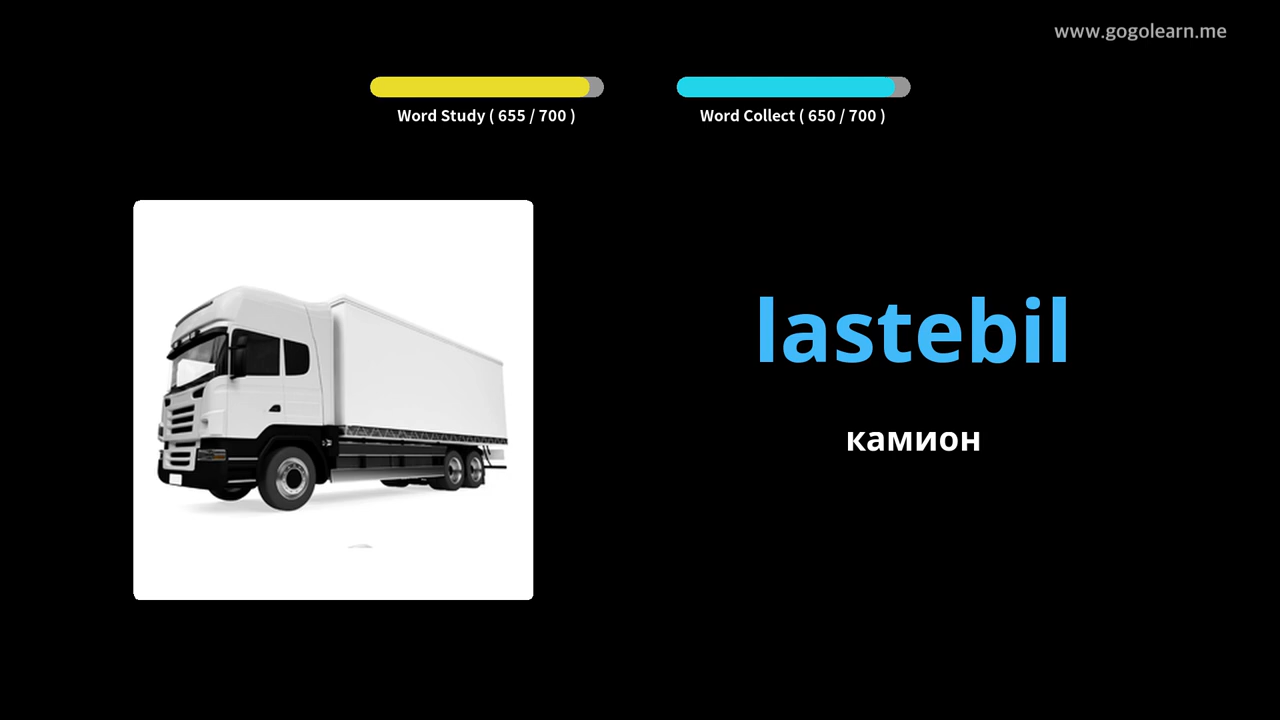 www.gogolearn.me
Word Study ( 655 / 700 )
Word Collect ( 650 / 700 )
lastebil
камион